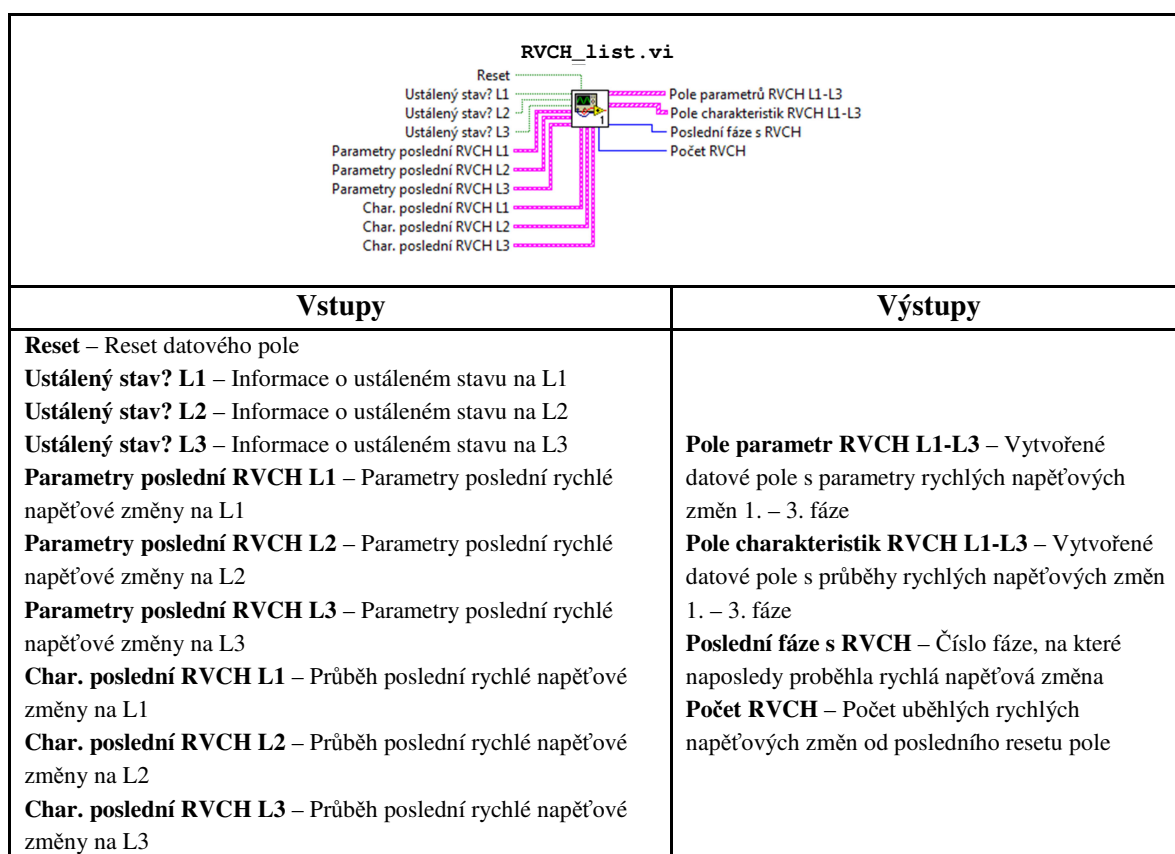 RVCH_list.vi
Reset
Ustálený stav? L1
Ustálený stav? L2
Ustálený stav? L3
Parametry poslední RVCH L1
Parametry poslední RVCH L2
Parametry poslední RVCH L3
Char. poslední RVCH L1
Char. poslední RVCH L2
Char. poslední RVCH L3
1
Pole parametrů RVCH L1-L3
Pole charakteristik RVCH L1-L3
Poslední fáze s RVCH
Počet RVCH
Vstupy
Reset – Reset datového pole
Ustálený stav? L1 – Informace o ustáleném stavu na L1
Ustálený stav? L2 – Informace o ustáleném stavu na L2
Ustálený stav? L3 – Informace o ustáleném stavu na L3
Parametry poslední RVCH L1 – Parametry poslední rychlé
napěťové změny na L1
Parametry poslední RVCH L2 – Parametry poslední rychlé
napěťové změny na L2
Parametry poslední RVCH L3 – Parametry poslední rychlé
napěťové změny na L3
Char. poslední RVCH L1 – Průběh poslední rychlé napěťové
změny na L1
Char. poslední RVCH L2 – Průběh poslední rychlé napěťové
změny na L2
Char. poslední RVCH L3 – Průběh poslední rychlé napěťové
změny na L3
Výstupy
Pole parametr RVCH L1-L3 – Vytvořené
datové pole s parametry rychlých napěťových
změn 1. – 3. fáze
Pole charakteristik RVCH L1-L3 – Vytvořené
datové pole s průběhy rychlých napěťových změn
1. – 3. fáze
Poslední fáze s RVCH – Číslo fáze, na které
naposledy proběhla rychlá napěťová změna
Počet RVCH – Počet uběhlých rychlých
napěťových změn od posledního resetu pole